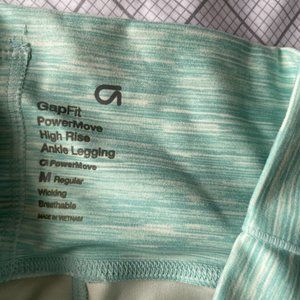 GapFit
PowerMove
High Rise
Ankle Legging
G PowerMove
M Regular
Wicking
Breathable
MADE IN VIETNAM